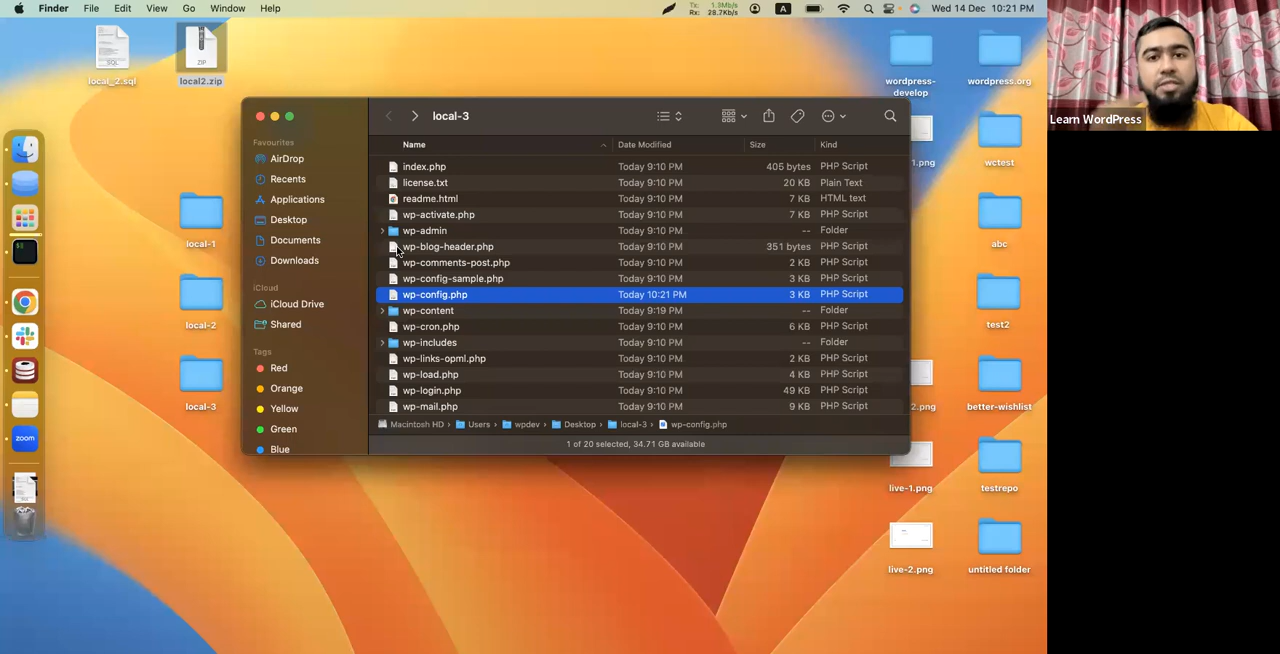 Finder File Edit View Go Window Help
Tx: 1.3Mb/s
Rx: 28.7Kb/s
A
Wed 14 Dec 10:21 PM
SQL
local_2.sql
ZIP
local2.zip
local-1
local-2
local-3
zoom
local-3
Favourites
AirDrop
Recents
Applications
Desktop
Documents
Downloads
iCloud
iCloud Drive
Shared
Tags
Red
Orange
Yellow
Green
Blue
Name Date Modified Size Kind
index.php Today 9:10 PM 405 bytes PHP Script
license.txt Today 9:10 PM 20 KB Plain Text
readme.html Today 9:10 PM 7 KB HTML text
wp-activate.php Today 9:10 PM 7 KB PHP Script
wp-admin Today 9:10 PM -- Folder
wp-blog-header.php Today 9:10 PM 351 bytes PHP Script
wp-comments-post.php Today 9:10 PM 2 KB PHP Script
wp-config-sample.php Today 9:10 PM 3 KB PHP Script
wp-config.php Today 10:21 PM 3 KB PHP Script
wp-content Today 9:19 PM -- Folder
wp-cron.php Today 9:10 PM 6 KB PHP Script
wp-includes Today 9:10 PM -- Folder
wp-links-opml.php Today 9:10 PM 2 KB PHP Script
wp-load.php Today 9:10 PM 4 KB PHP Script
wp-login.php Today 9:10 PM 49 KB PHP Script
wp-mail.php Today 9:10 PM 9 KB PHP Script
Macintosh HD › Users › wpdev › Desktop › local-3 › wp-config.php
1 of 20 selected, 34.71 GB available
wordpress-
develop
wordpress.org
1.png
wctest
abc
test2
2.png
better-wishlist
live-1.png
testrepo
live-2.png
untitled folder
Learn WordPress